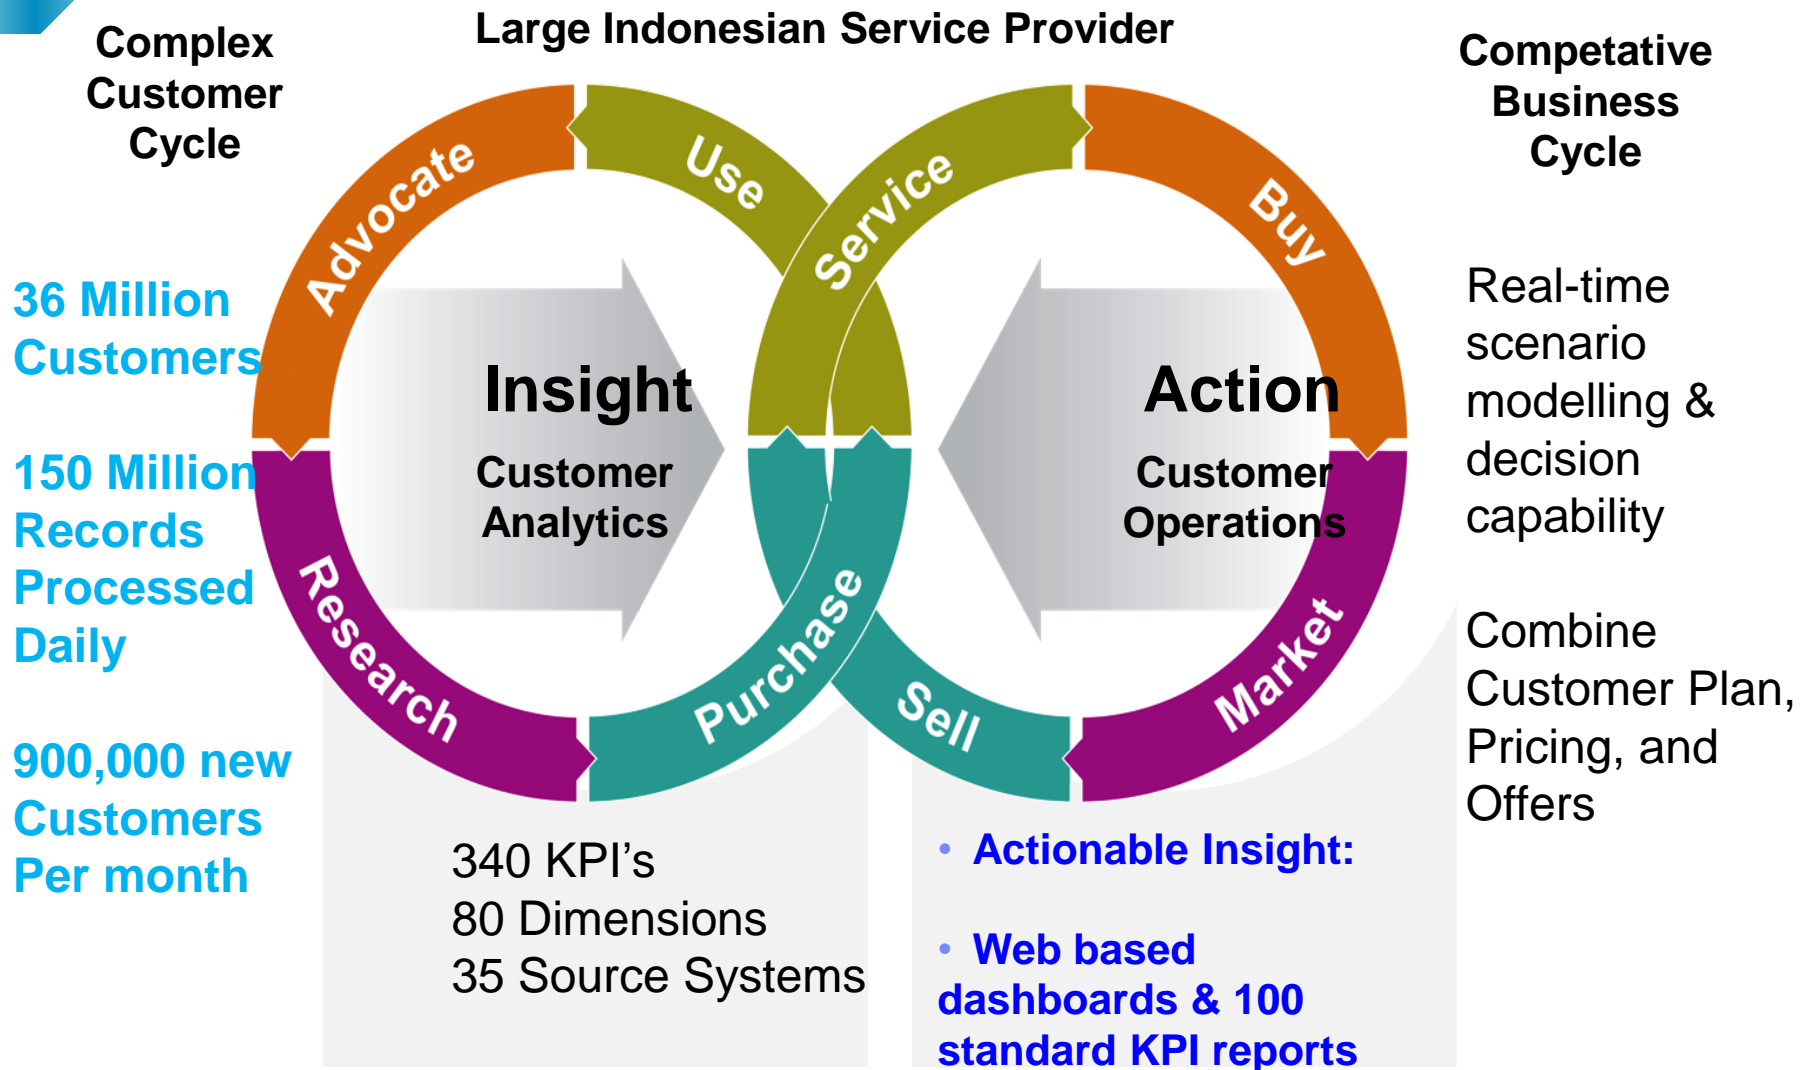 Large Indonesian Service Provider
Complex
Customer
Cycle
Competative
Business
Cycle
36 Million
Customers
150 Million
Records
Processed
Daily
900,000 new
Customers
Per month
Advocate
Use
Research
Purchase
Insight
Customer
Analytics
Service
Buy
Sell
Market
Action
Customer
Operations
Real-time
scenario
modelling &
decision
capability
Combine
Customer Plan,
Pricing, and
Offers
340 KPI’s
80 Dimensions
35 Source Systems
• Actionable Insight:
• Web based
dashboards & 100
standard KPI reports